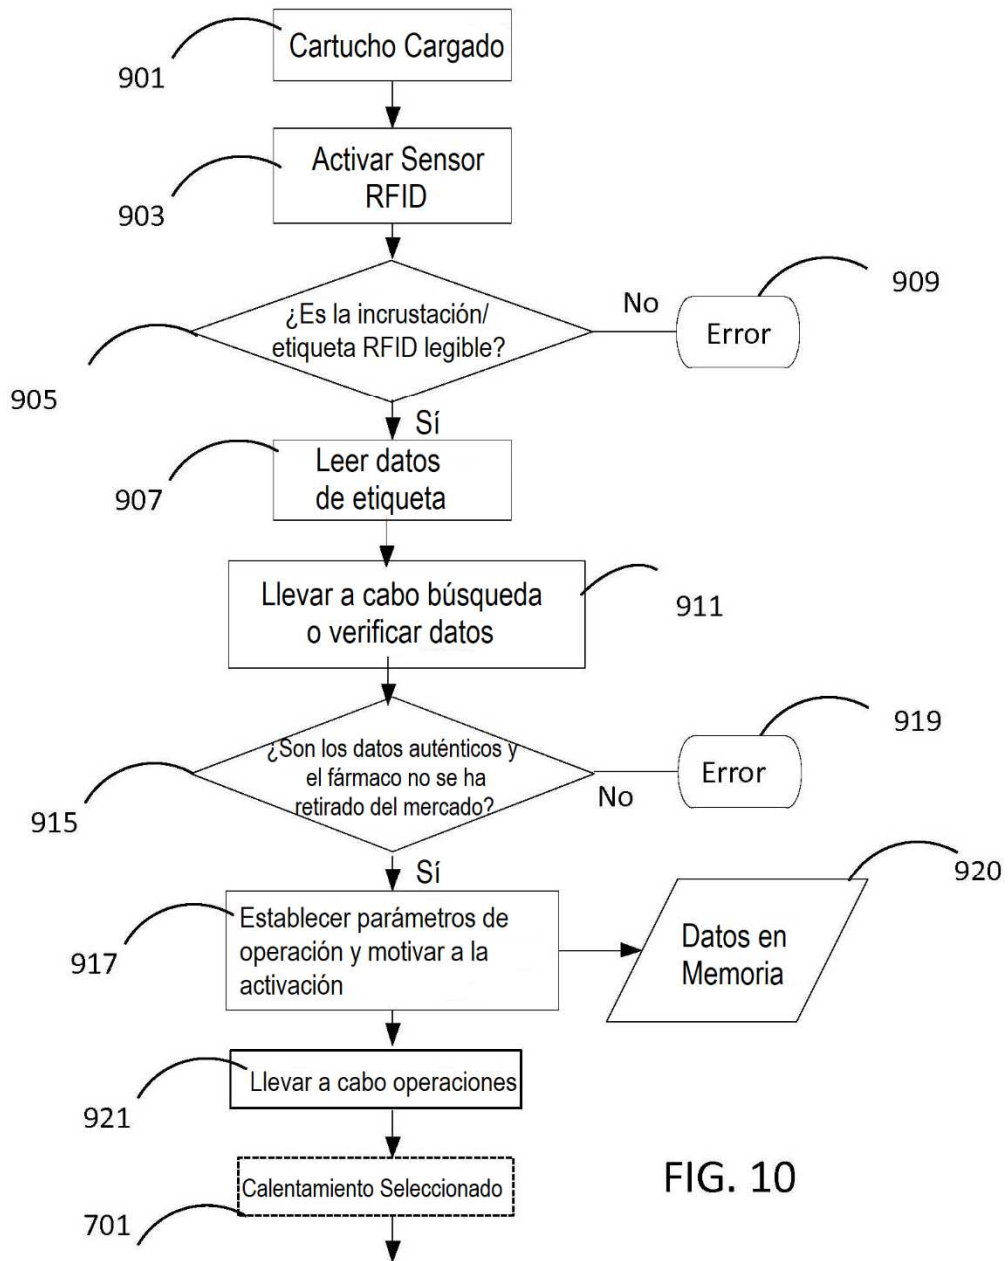 Cartucho Cargado
901
Activar Sensor
RFID
903
¿Es la incrustación/
etiqueta RFID legible?
905
No
Error
909
Sí
Leer datos
de etiqueta
907
Llevar a cabo búsqueda
o verificar datos
911
¿Son los datos auténticos y
el fármaco no se ha
retirado del mercado?
915
No
Error
919
Sí
Establecer parámetros de
operación y motivar a la
activación
917
Datos en
Memoria
920
Llevar a cabo operaciones
921
Calentamiento Seleccionado
701
FIG. 10